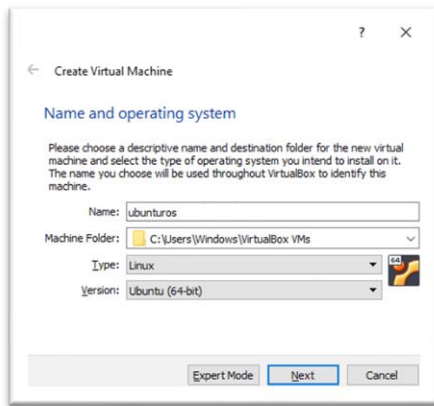 ?
Create Virtual Machine
Name and operating system
Please choose a descriptive name and destination folder for the new virtual
machine and select the type of operating system you intend to install on it.
The name you choose will be used throughout VirtualBox to identify this
machine.
Name: ubunturos
Machine Folder: C:\Users\Windows\VirtualBox VMs
Type: Linux
64
Version: Ubuntu (64-bit)
Expert Mode Next Cancel